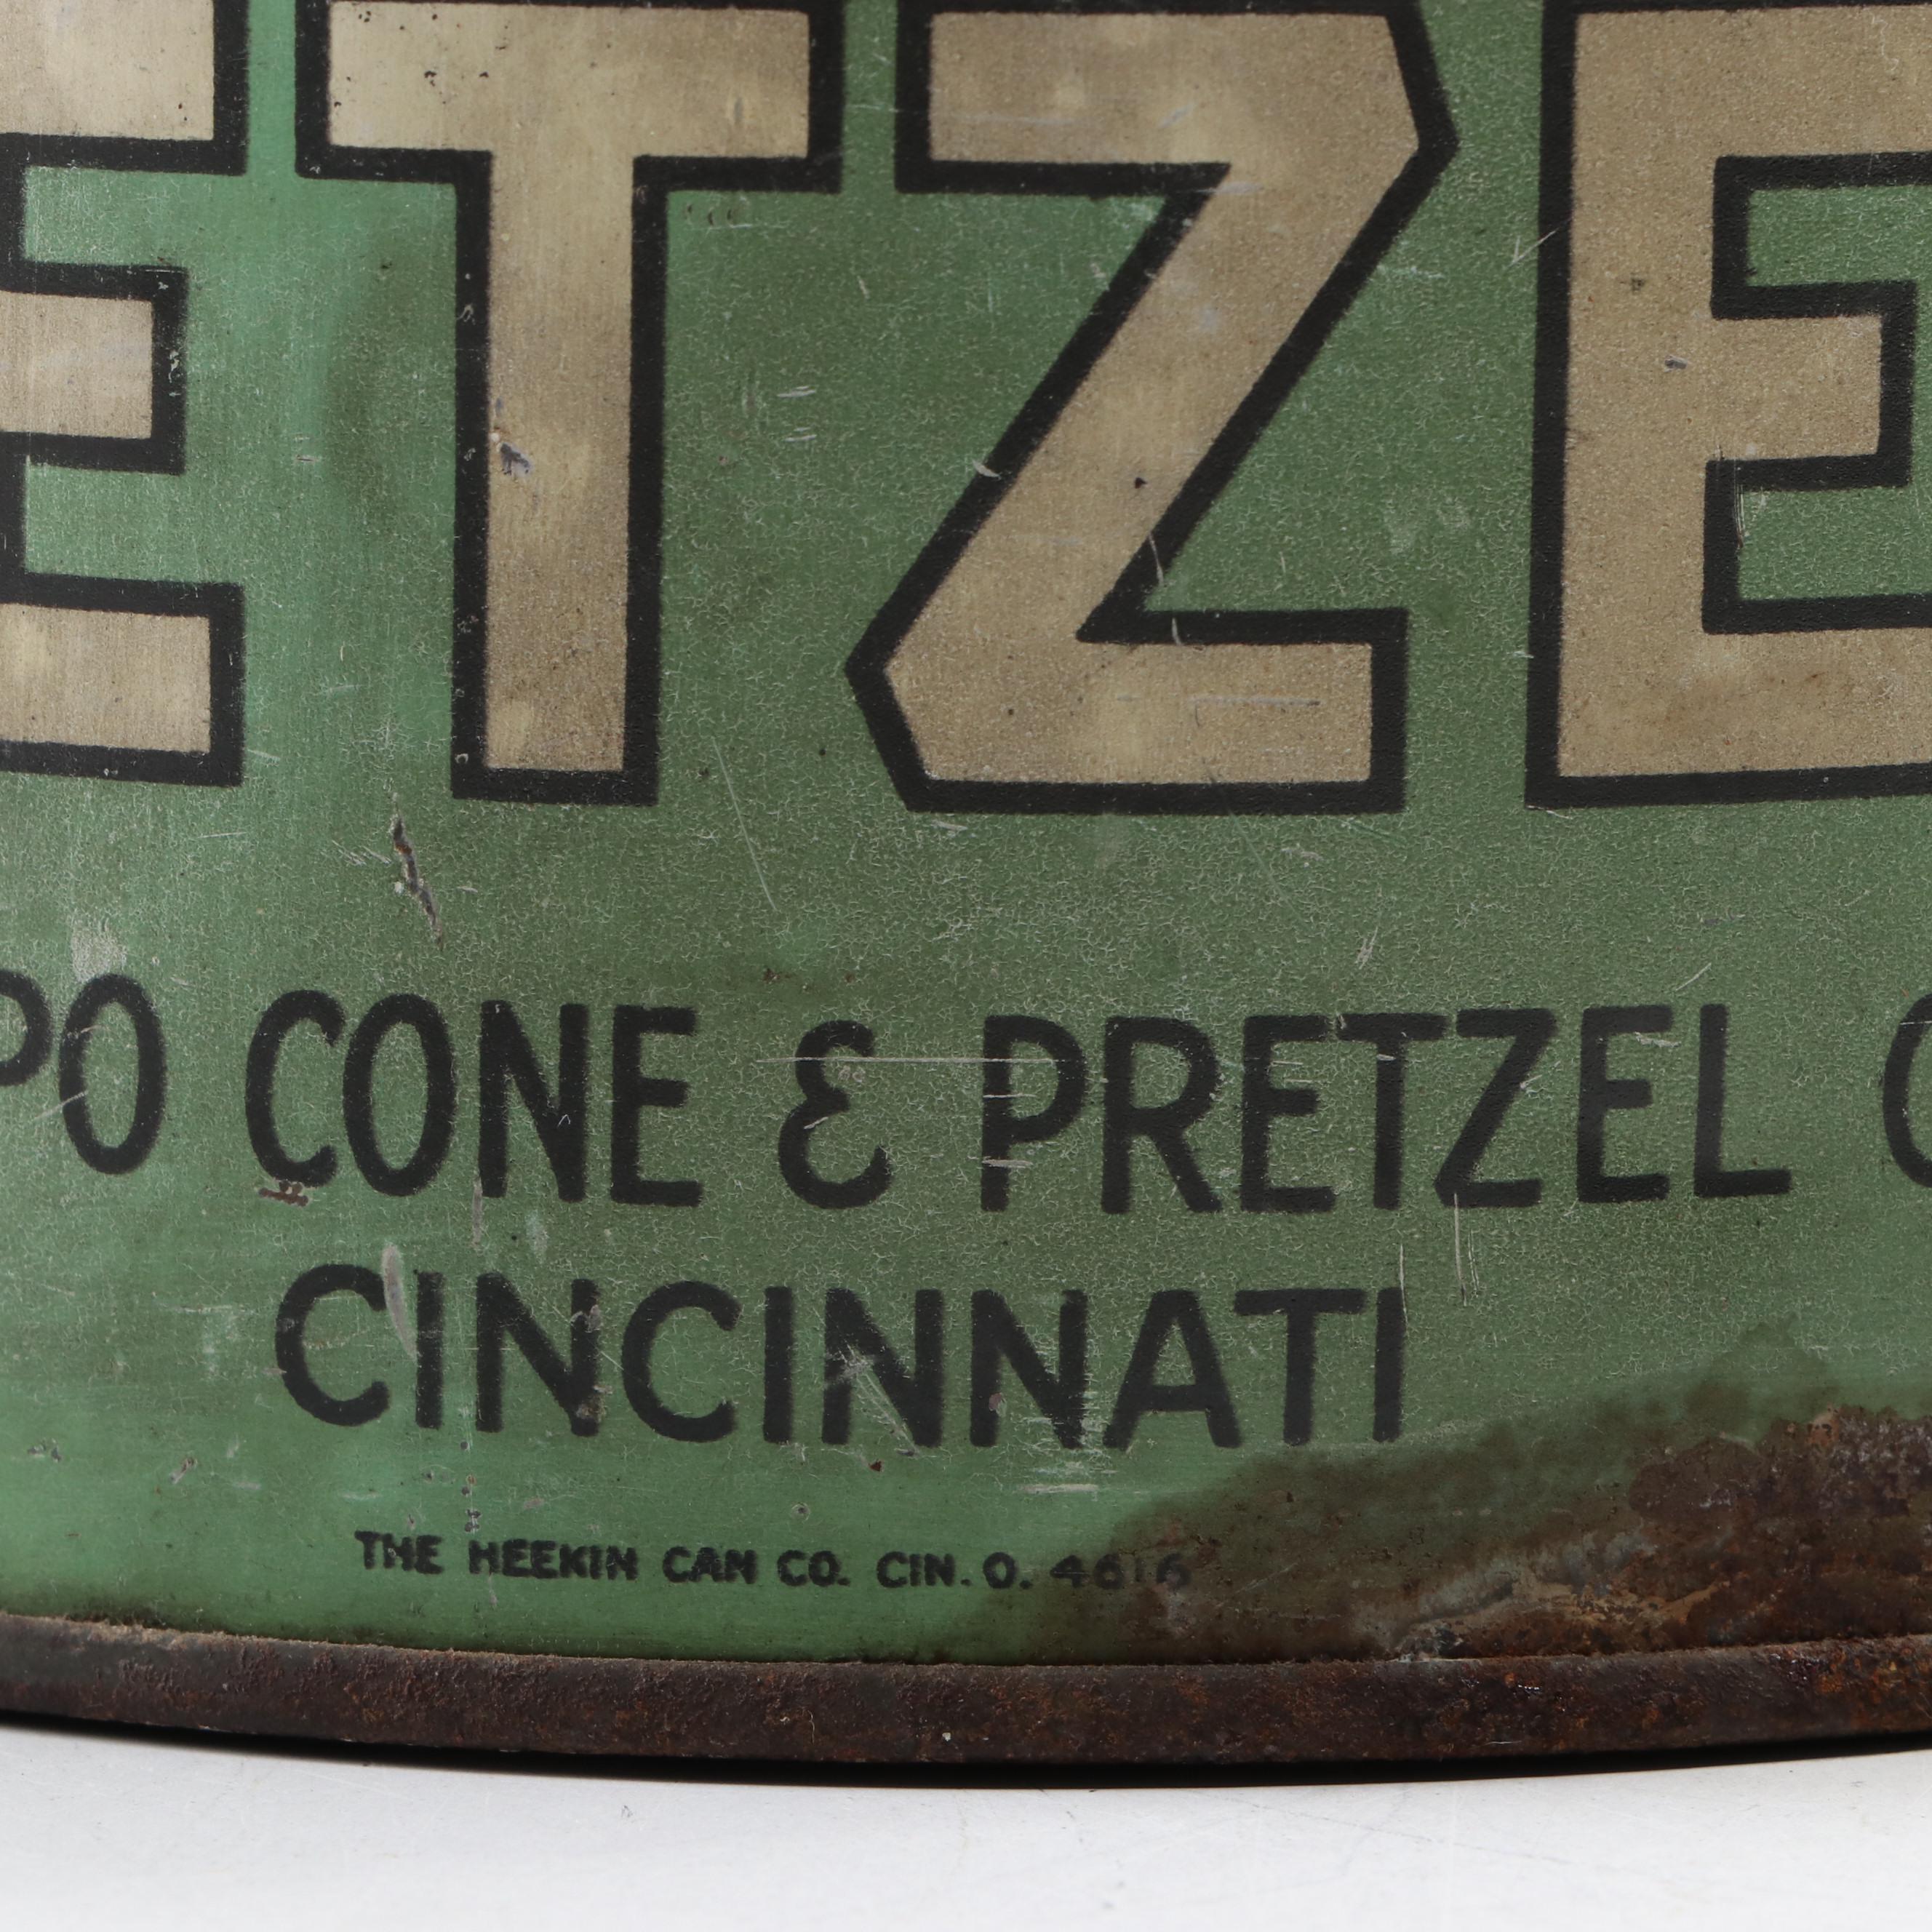 ETZE
PO CONE & PRETZEL C
CINCINNATI
THE HEEKIN CAN CO. CIN. O. 4616